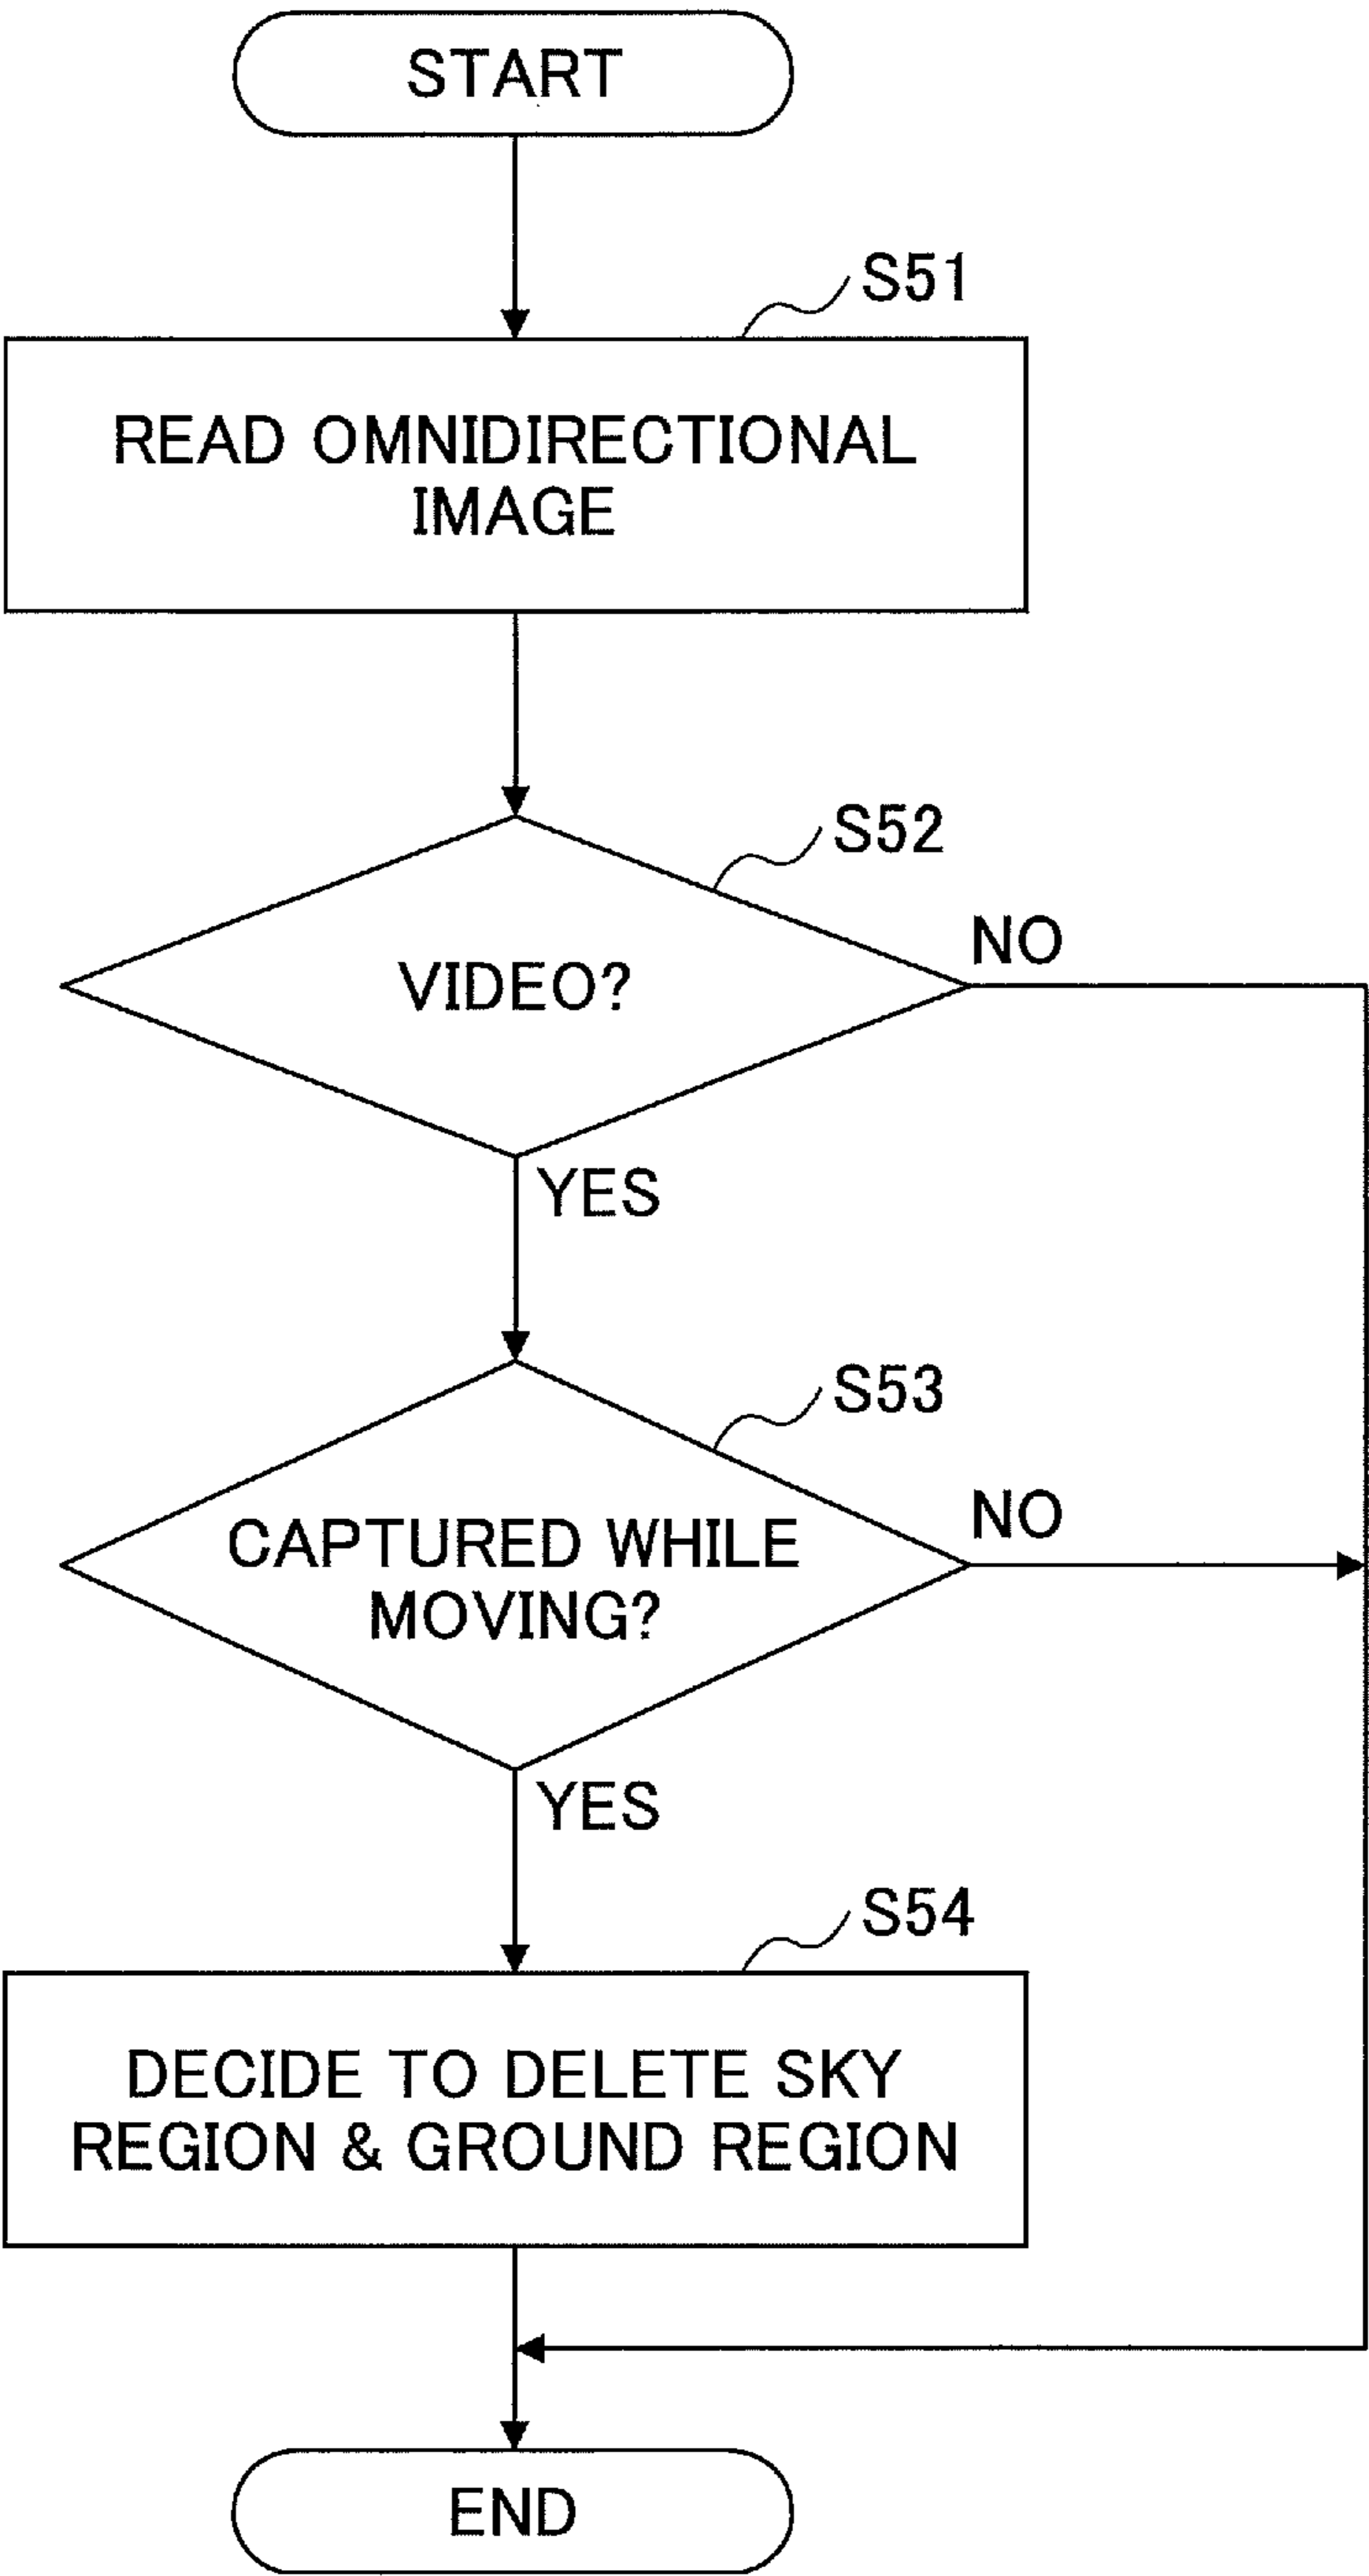 START
S51
READ OMNIDIRECTIONAL
IMAGE
S52
VIDEO?
NO
YES
S53
CAPTURED WHILE
MOVING?
NO
YES
S54
DECIDE TO DELETE SKY
REGION & GROUND REGION
END